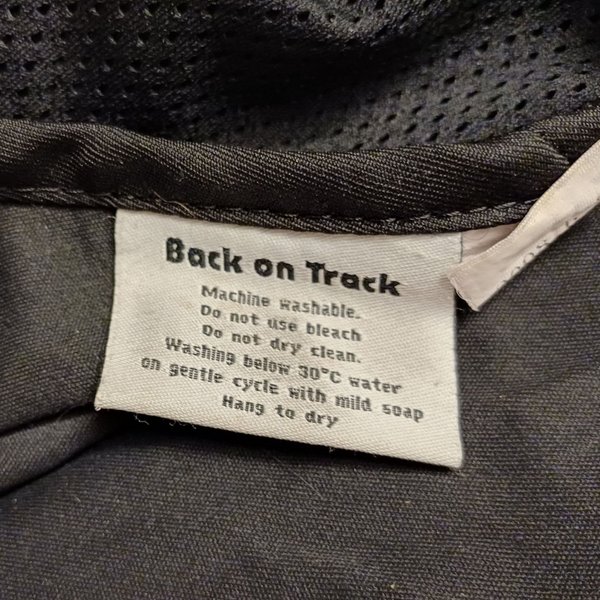 Back on Track
Machine washable.
Do not use bleach
Do not dry clean.
Washing below 30°C water
on gentle cycle with mild soap
Hang to dry